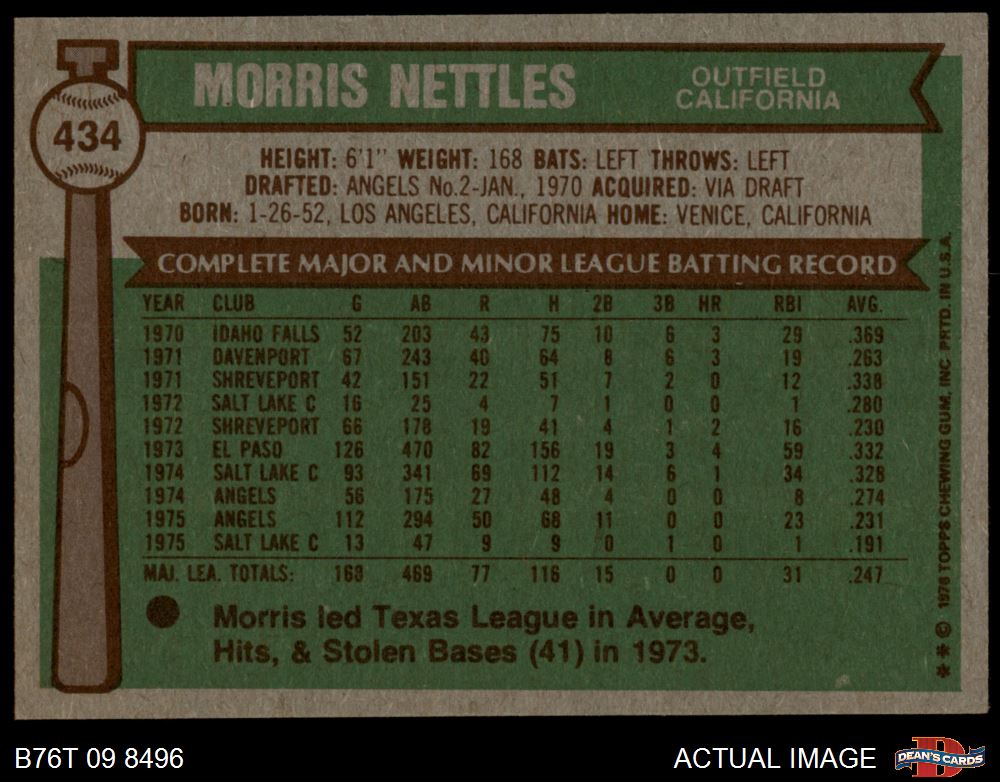 434
MORRIS NETTLES
OUTFIELD
CALIFORNIA
HEIGHT: 6'1" WEIGHT: 168 BATS: LEFT THROWS: LEFT
DRAFTED: ANGELS No.2-JAN., 1970 ACQUIRED: VIA DRAFT
BORN: 1-26-52, LOS ANGELES, CALIFORNIA HOME: VENICE, CALIFORNIA
COMPLETE MAJOR AND MINOR LEAGUE BATTING RECORD
YEAR CLUB G AB R H 2B 3B HR RBI AVG.
1970 IDAHO FALLS 52 203 43 75 10 6 3 29 .369
1971 DAVENPORT 67 243 40 64 8 6 3 19 .263
1971 SHREVEPORT 42 151 22 51 7 2 0 12 .338
1972 SALT LAKE C 16 25 4 7 1 0 0 1 .280
1972 SHREVEPORT 66 178 19 41 4 1 2 16 .230
1973 EL PASO 126 470 82 156 19 3 4 59 .332
1974 SALT LAKE C 93 341 69 112 14 6 1 34 .328
1974 ANGELS 56 175 27 48 4 0 0 8 .274
1975 ANGELS 112 294 50 68 11 0 0 23 .231
1975 SALT LAKE C 13 47 9 9 0 1 0 1 .191
MAJ. LEA. TOTALS: 168 469 77 116 15 0 0 31 .247
Morris led Texas League in Average,
Hits, & Stolen Bases (41) in 1973.
* * © 1976 TOPPS CHEWING GUM, INC. PRTD. IN U.S.A.
B76T 09 8496
ACTUAL IMAGE
D
DEAN'S CARDS